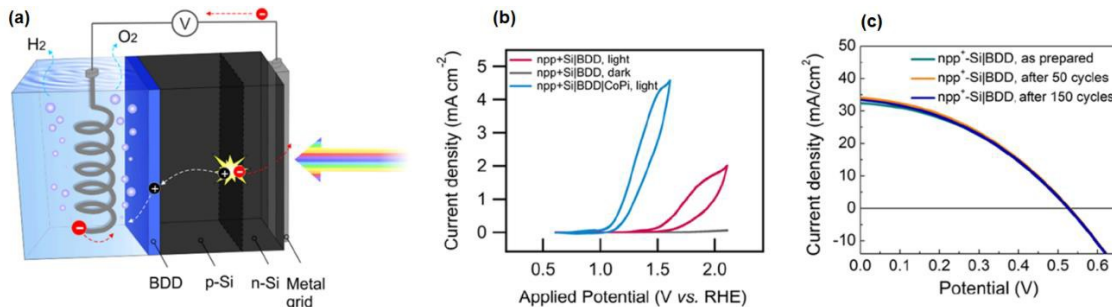 (a)
V
H2
O2
BDD
p-Si
n-Si
Metal
grid
(b)
Current density (mA cm-2)
5
4
3
2
1
0
npp+Si|BDD, light
npp+Si|BDD, dark
npp+Si|BDD|CoPi, light
0.5
1.0
1.5
2.0
Applied Potential (V vs. RHE)
(c)
Current density (mA/cm2)
50
40
30
20
10
0
-10
npp+-Si|BDD, as prepared
npp+-Si|BDD, after 50 cycles
npp+-Si|BDD, after 150 cycles
0.0
0.1
0.2
0.3
0.4
0.5
0.6
Potential (V)